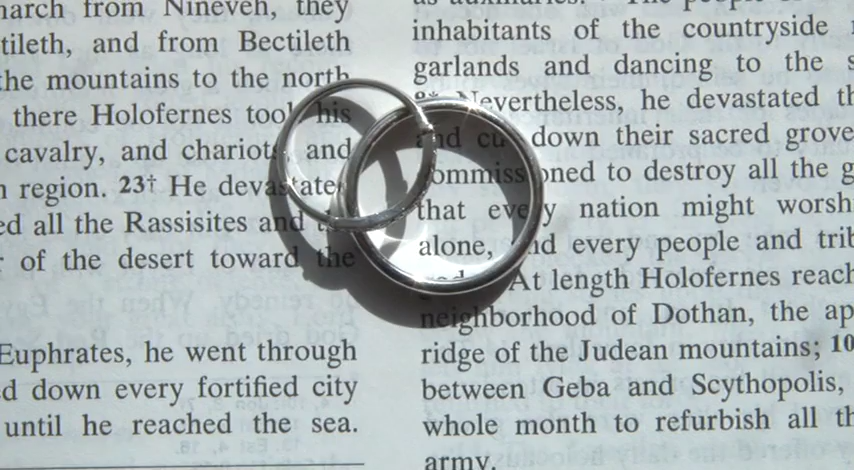 march from Nineveh, they
tileth, and from Bectileth
the mountains to the north
there Holofernes took his
cavalry, and chariots, and
region. 23† He devastated
ed all the Rassisites and
of the desert toward the
Euphrates, he went through
d down every fortified city
until he reached the sea.
inhabitants of the countryside
garlands and dancing to the
8* Nevertheless, he devastated
and cut down their sacred grove
ommissioned to destroy all the
that every nation might worsh
alone, and every people and trib
At length Holofernes reach
neighborhood of Dothan, the ap
ridge of the Judean mountains; 10
between Geba and Scythopolis,
whole month to refurbish all th
army.